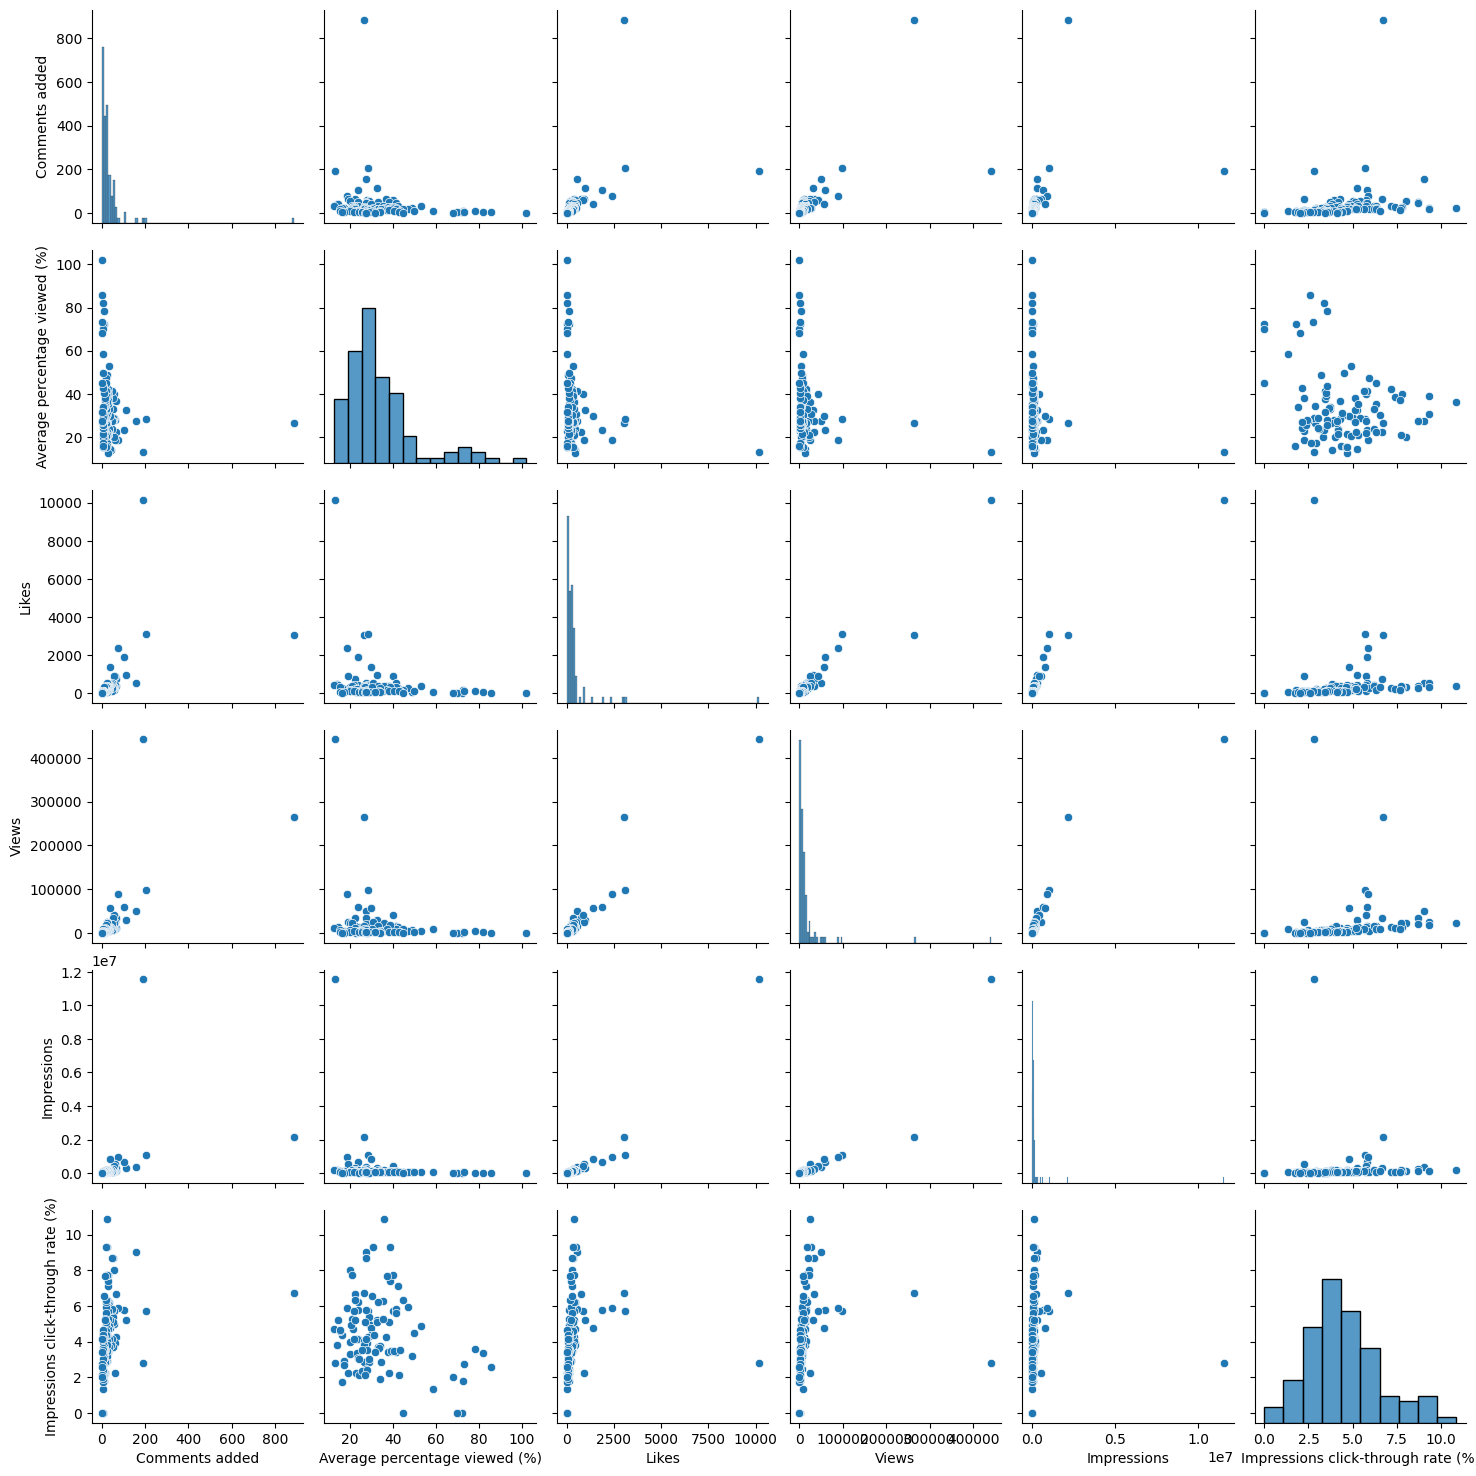 800
600
400
200
0
Comments added
100
80
60
40
20
Average percentage viewed (%)
10000
8000
6000
4000
2000
0
Likes
400000
300000
200000
100000
0
Views
1e7
1.2
1.0
0.8
0.6
0.4
0.2
0.0
Impressions
10
8
6
4
2
0
Impressions click-through rate (%)
0 200 400 600 800
Comments added
20 40 60 80 100
Average percentage viewed (%)
0 2500 5000 7500 10000
Likes
0 100000 200000 300000 400000
Views
0.0 0.5 1.0
1e7
Impressions
0.0 2.5 5.0 7.5 10.0
Impressions click-through rate (%